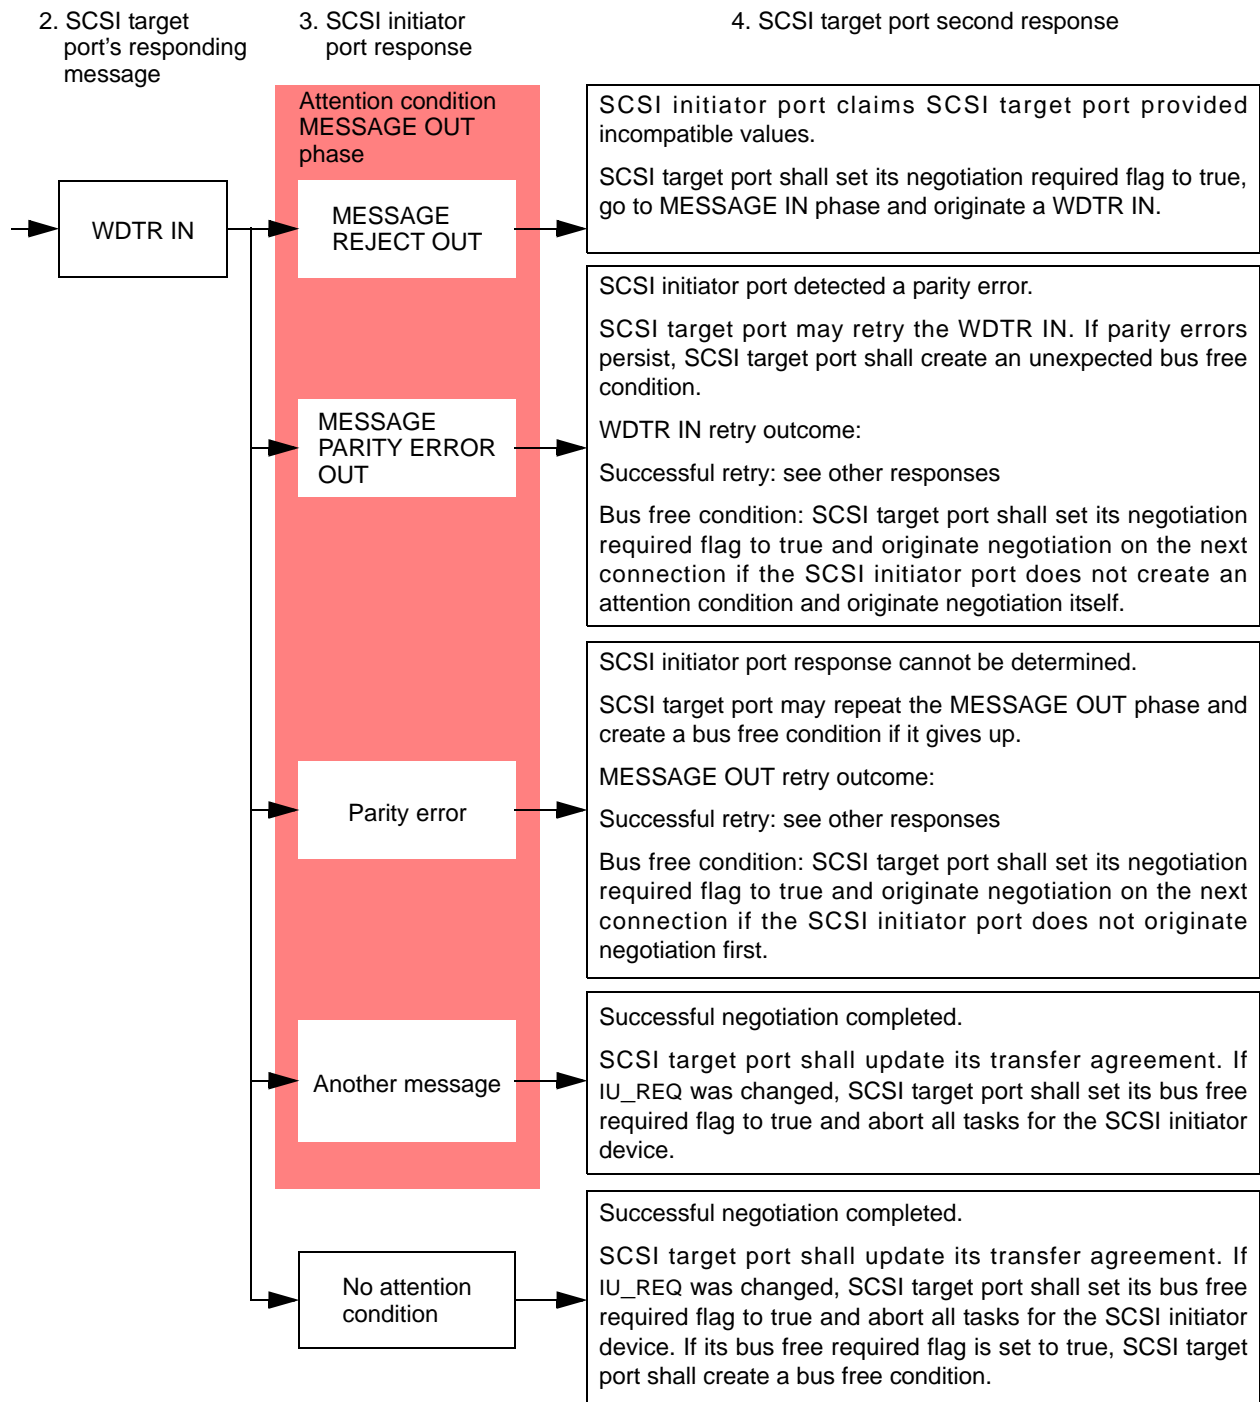 2. SCSI target
port's responding
message
3. SCSI initiator
port response
4. SCSI target port second response
Attention condition
MESSAGE OUT
phase
WDTR IN
MESSAGE
REJECT OUT
SCSI initiator port claims SCSI target port provided
incompatible values.
SCSI target port shall set its negotiation required flag to true,
go to MESSAGE IN phase and originate a WDTR IN.
MESSAGE
PARITY ERROR
OUT
SCSI initiator port detected a parity error.
SCSI target port may retry the WDTR IN. If parity errors
persist, SCSI target port shall create an unexpected bus free
condition.
WDTR IN retry outcome:
Successful retry: see other responses
Bus free condition: SCSI target port shall set its negotiation
required flag to true and originate negotiation on the next
connection if the SCSI initiator port does not create an
attention condition and originate negotiation itself.
Parity error
SCSI initiator port response cannot be determined.
SCSI target port may repeat the MESSAGE OUT phase and
create a bus free condition if it gives up.
MESSAGE OUT retry outcome:
Successful retry: see other responses
Bus free condition: SCSI target port shall set its negotiation
required flag to true and originate negotiation on the next
connection if the SCSI initiator port does not originate
negotiation first.
Another message
Successful negotiation completed.
SCSI target port shall update its transfer agreement. If
IU_REQ was changed, SCSI target port shall set its bus free
required flag to true and abort all tasks for the SCSI initiator
device.
No attention
condition
Successful negotiation completed.
SCSI target port shall update its transfer agreement. If
IU_REQ was changed, SCSI target port shall set its bus free
required flag to true and abort all tasks for the SCSI initiator
device. If its bus free required flag is set to true, SCSI target
port shall create a bus free condition.